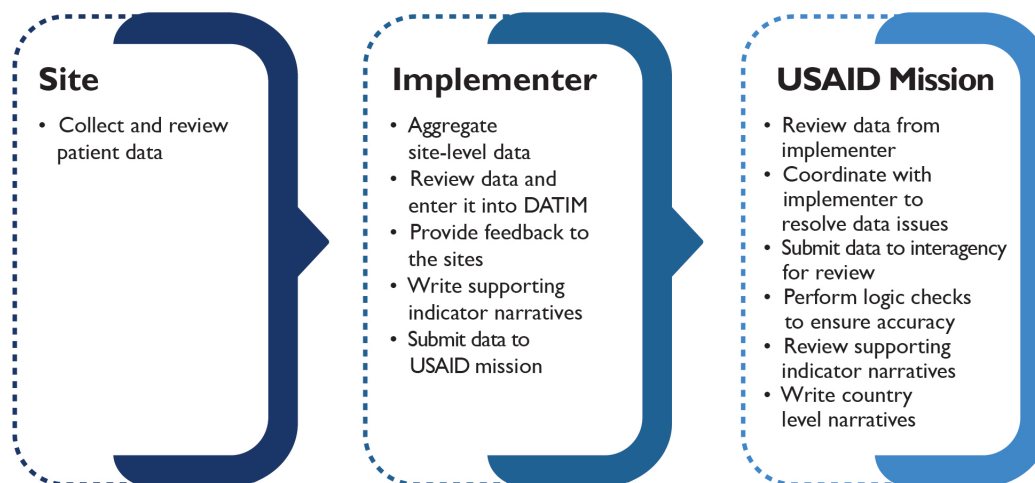 Site
• Collect and review
patient data
Implementer
• Aggregate
site-level data
• Review data and
enter it into DATIM
• Provide feedback to
the sites
• Write supporting
indicator narratives
• Submit data to
USAID mission
USAID Mission
• Review data from
implementer
• Coordinate with
implementer to
resolve data issues
• Submit data to interagency
for review
• Perform logic checks
to ensure accuracy
• Review supporting
indicator narratives
• Write country
level narratives